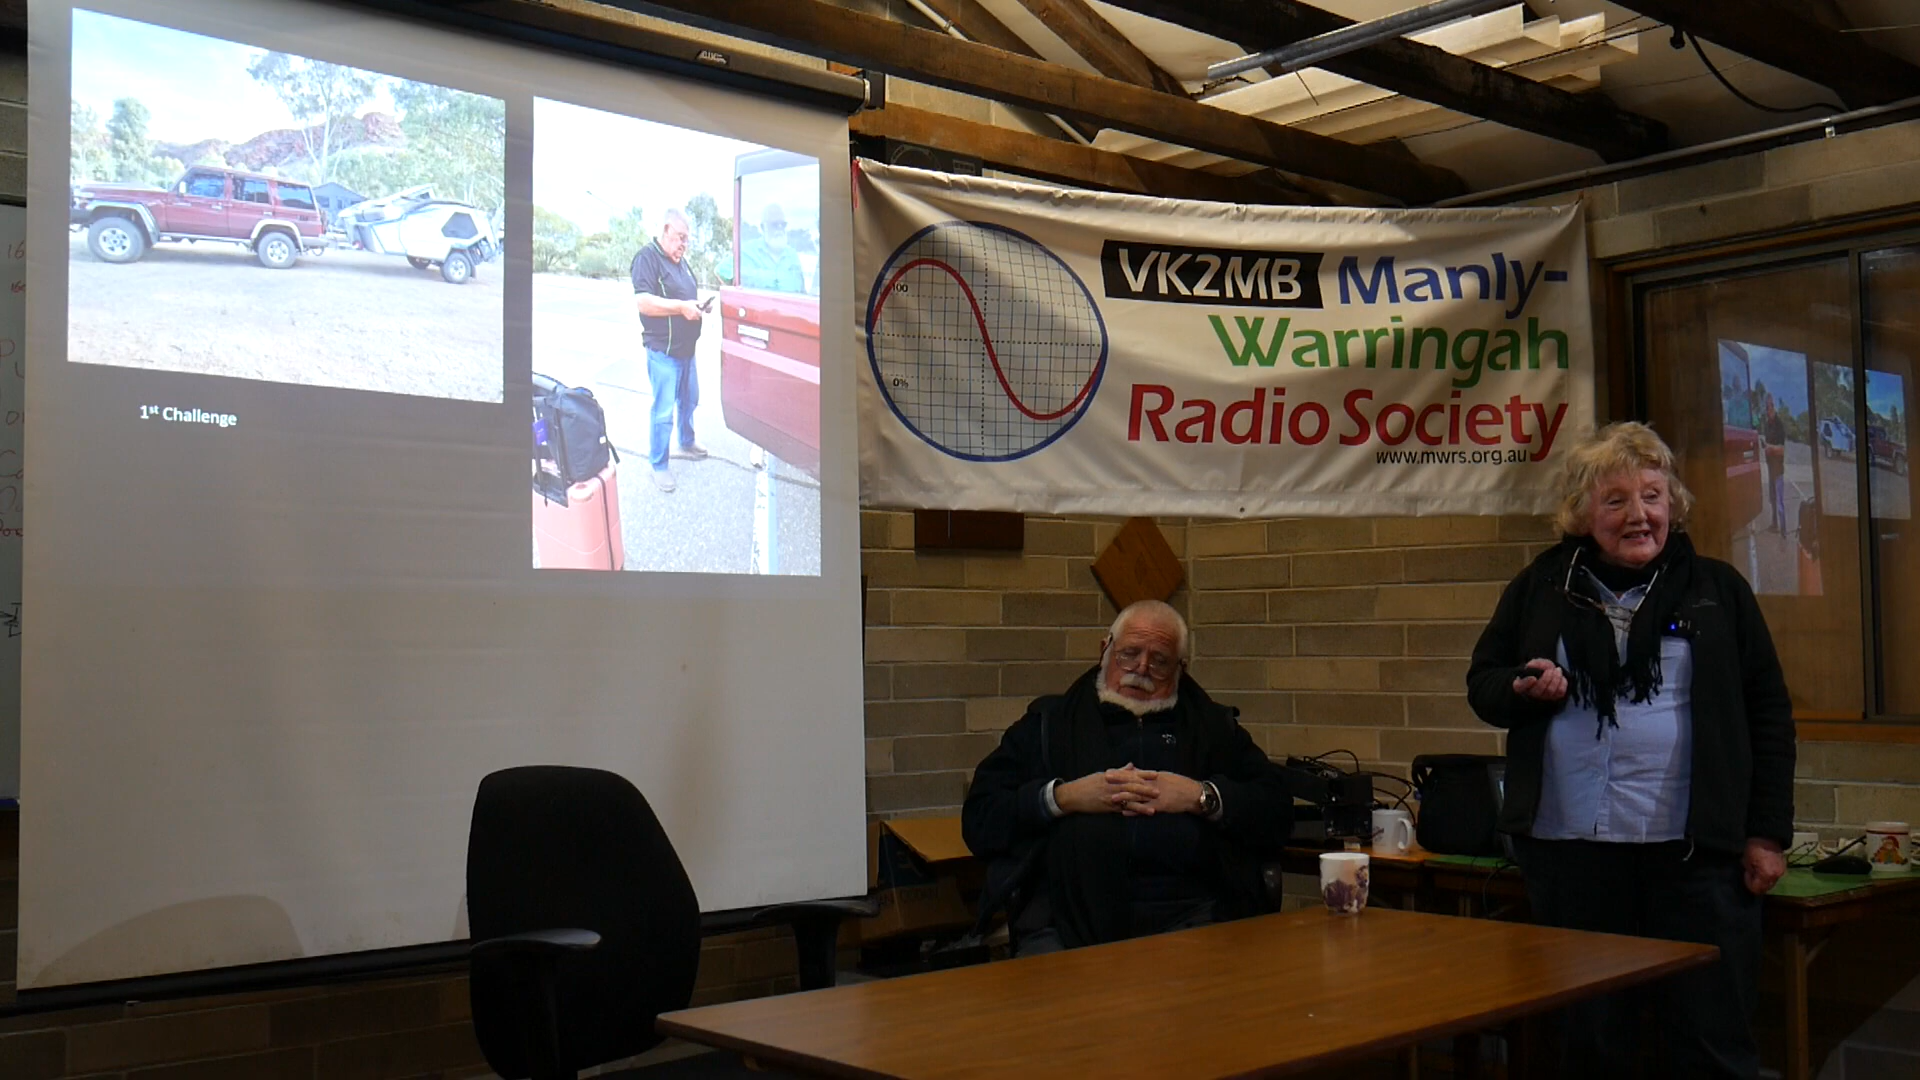 1st Challenge
100
0%
VK2MB Manly-
Warringah
Radio Society
www.mwrs.org.au